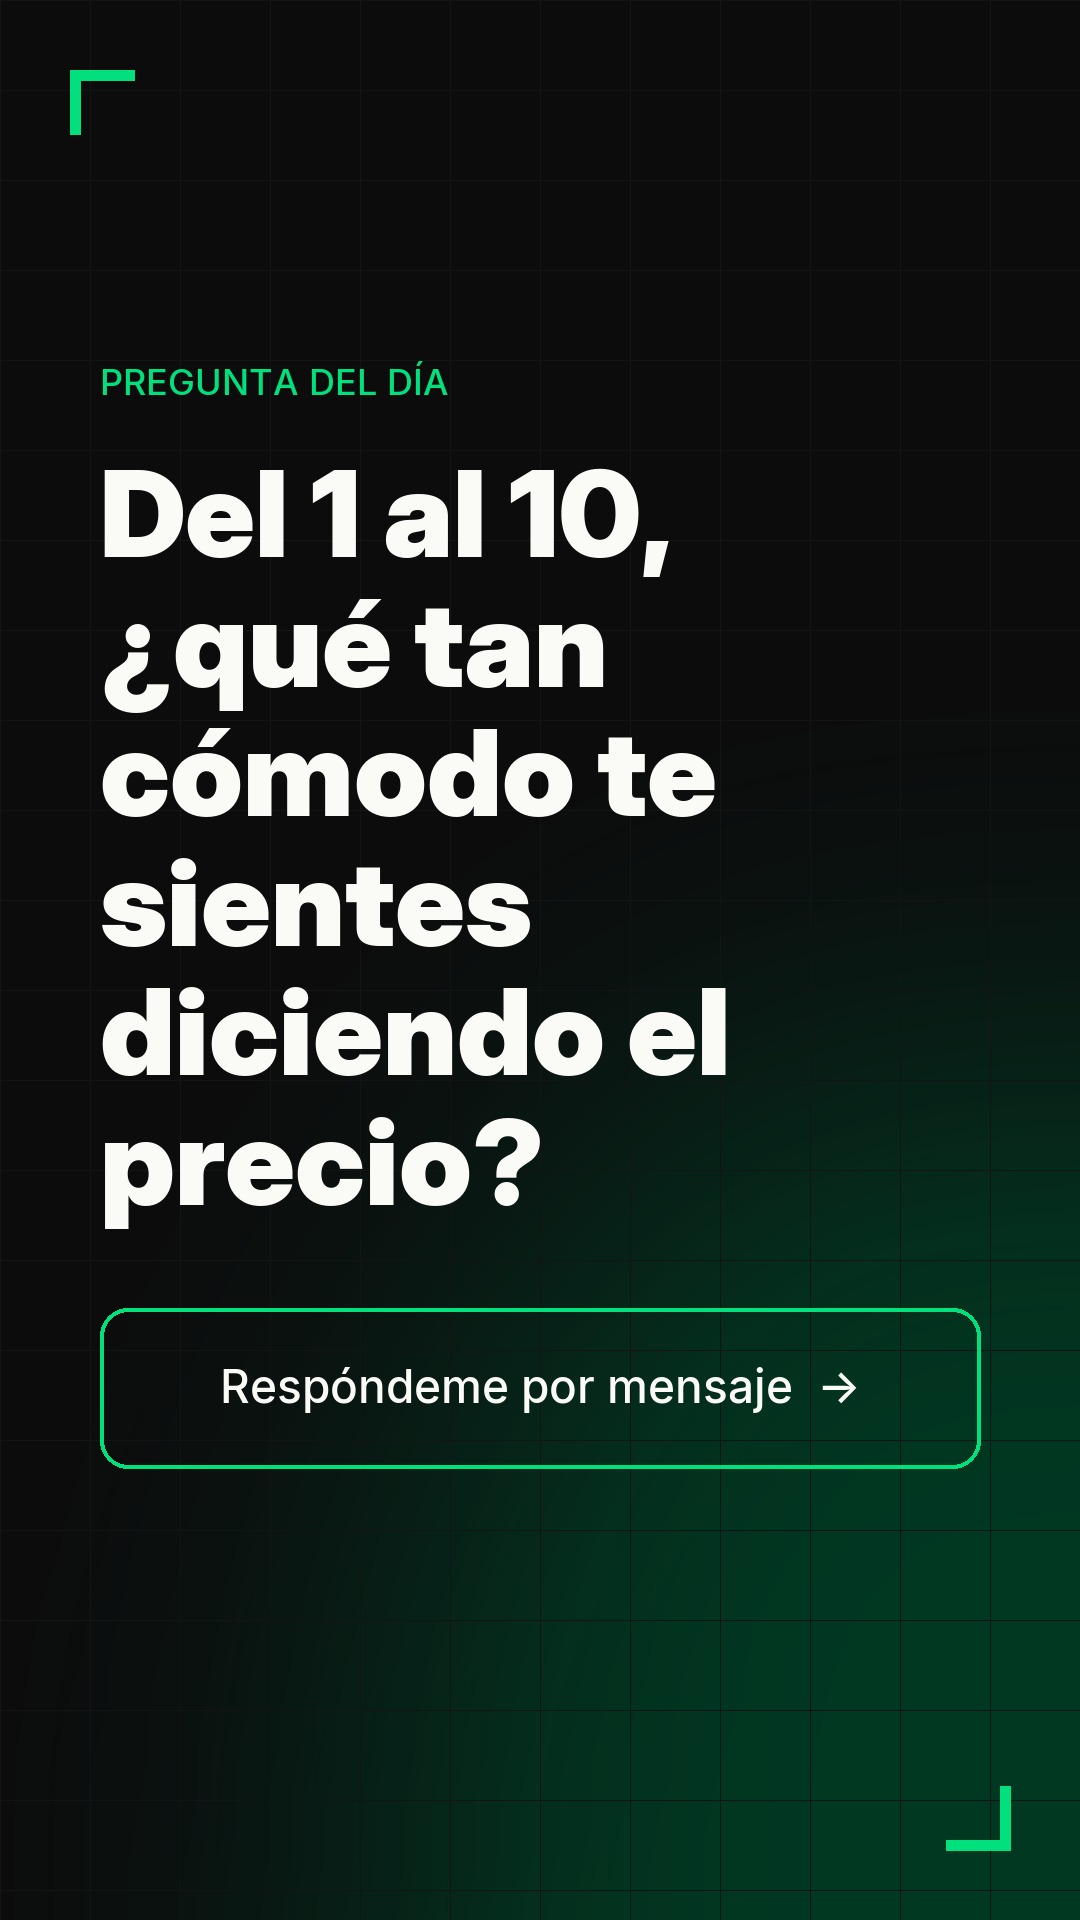 PREGUNTA DEL DÍA
Del 1 al 10,
¿qué tan
cómodo te
sientes
diciendo el
precio?
Respóndeme por mensaje →